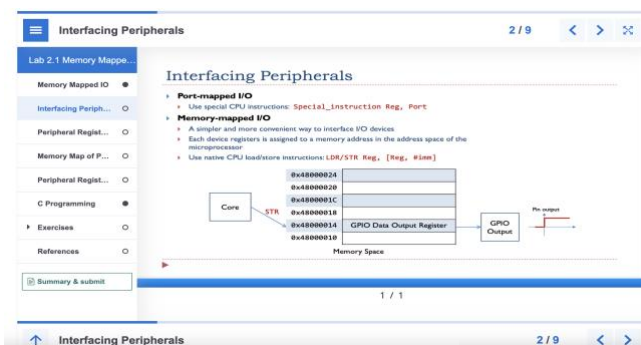 Interfacing Peripherals
2/9
Lab 2.1 Memory Mappe...
Memory Mapped IO
Interfacing Periph...
Peripheral Regist...
Memory Map of P...
Peripheral Regist...
C Programming
Exercises
References
Summary & submit
Interfacing Peripherals
Port-mapped I/O
Use special CPU instructions: Special_instruction Reg, Port
Memory-mapped I/O
A simpler and more convenient way to interface I/O devices
Each device registers is assigned to a memory address in the address space of the
microprocessor
Use native CPU load/store instructions: LDR/STR Reg, [Reg, #imm]
0x48000024
0x48000020
0x4800001C
0x48000018
0x48000014 GPIO Data Output Register
0x48000010
Core
STR
GPIO
Output
Pin output
Memory Space
1 / 1
Interfacing Peripherals
2/9